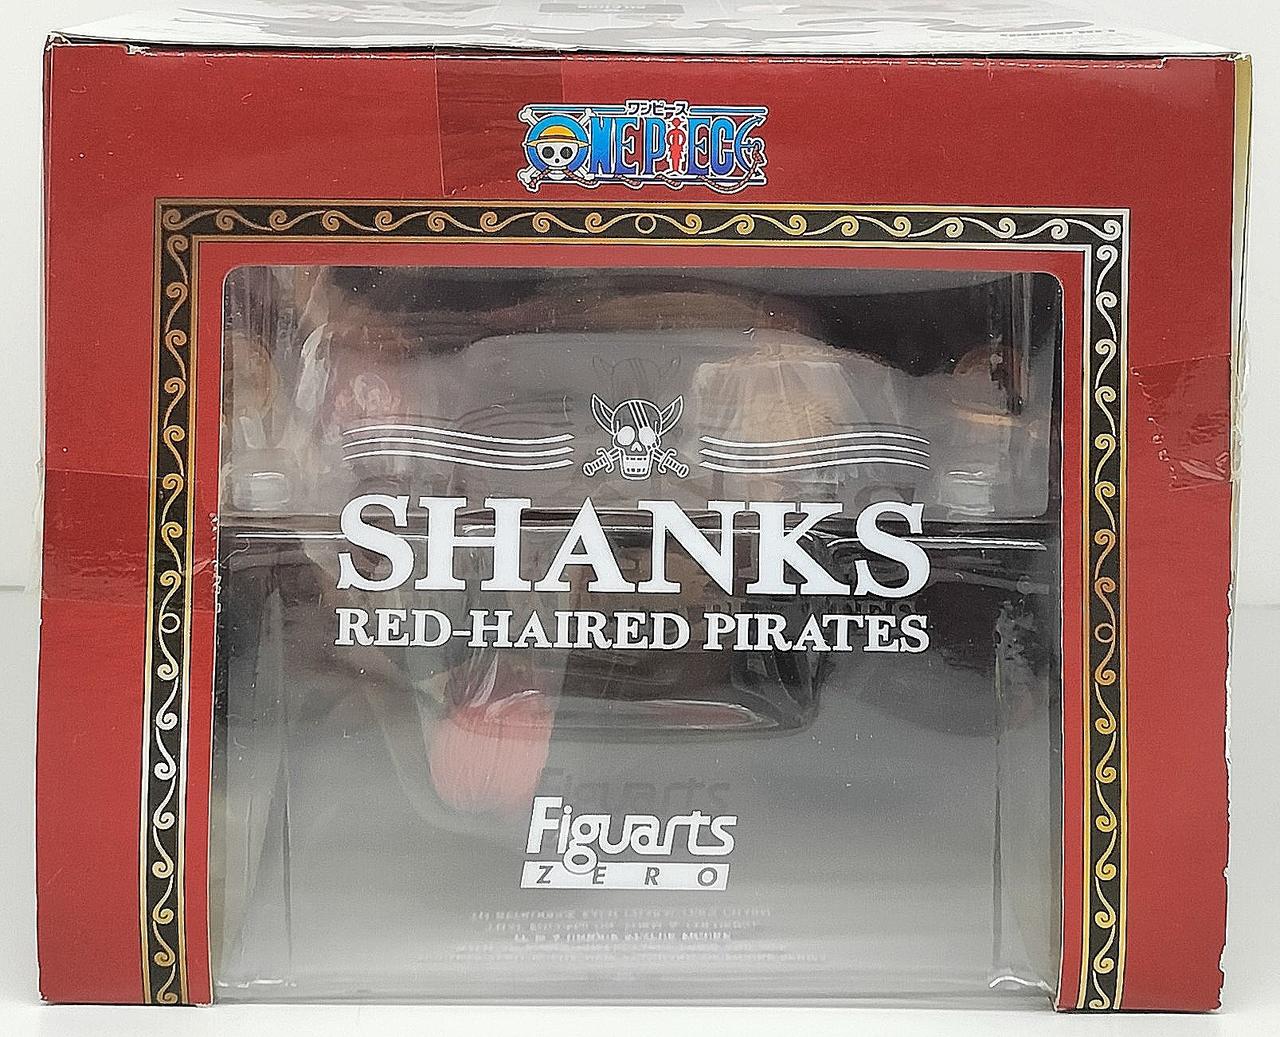 ワンピース
ONE PIECE
SHANKS
RED-HAIRED PIRATES
Figuarts
ZERO